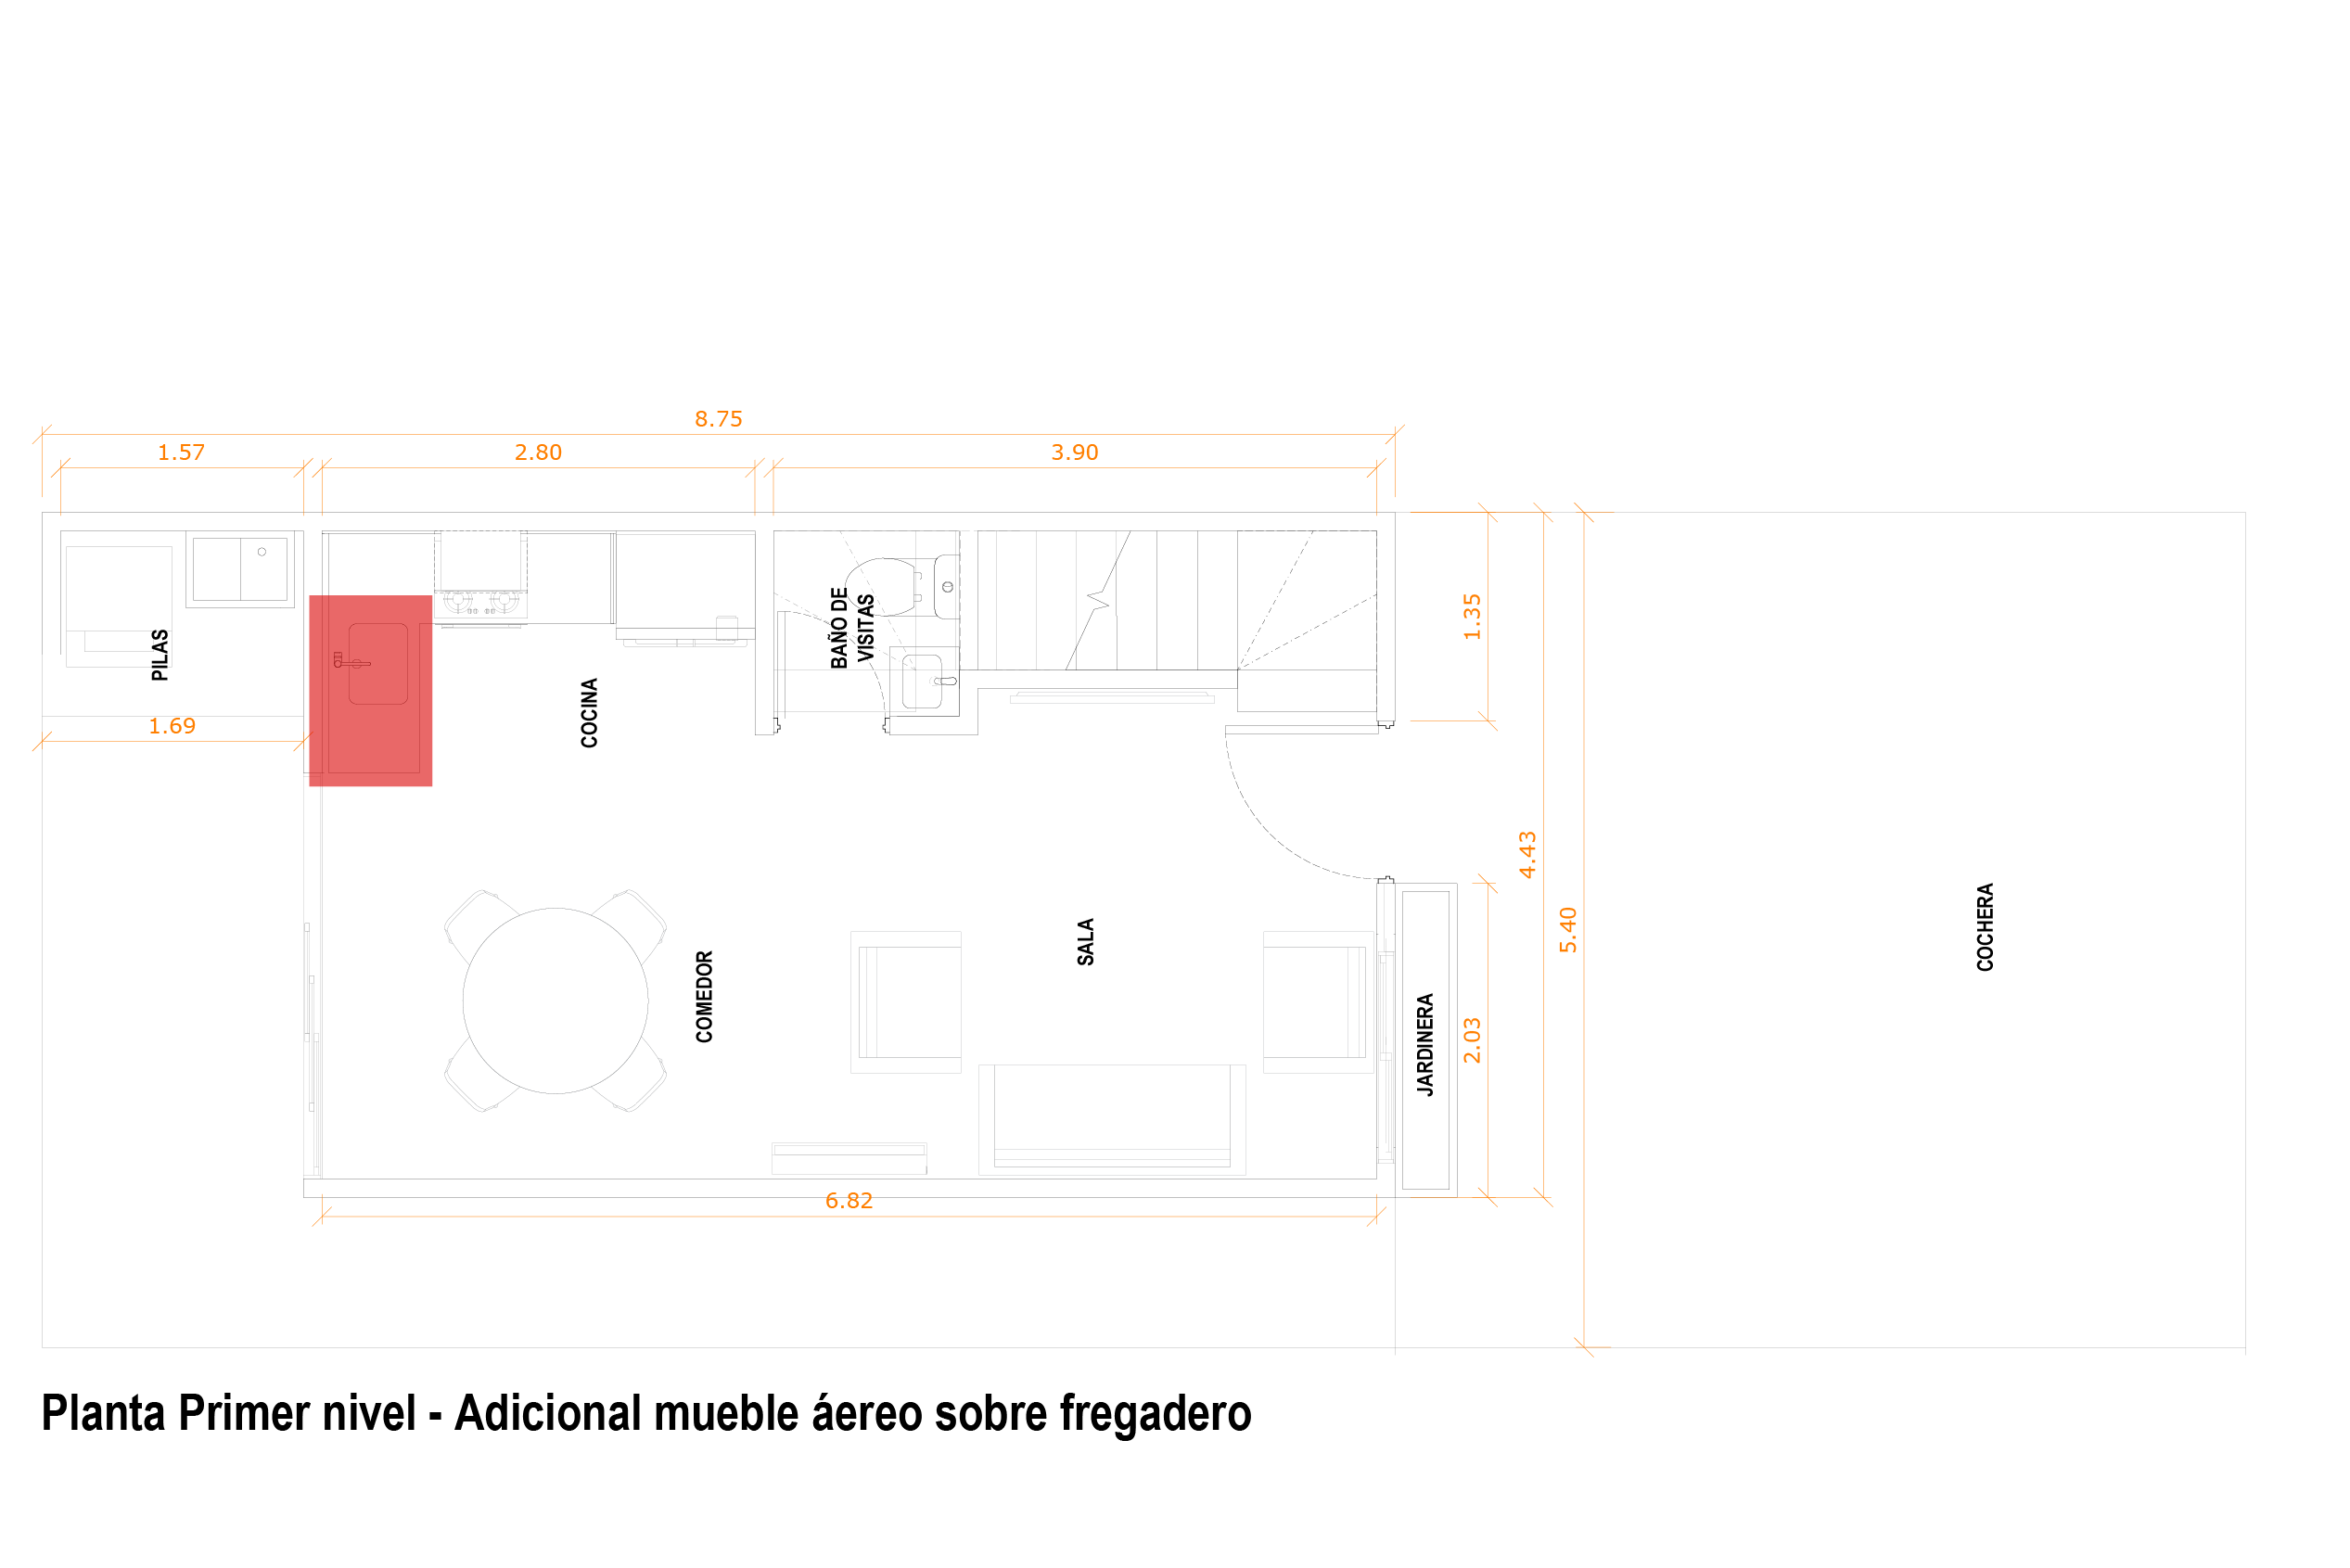 8.75
1.57
2.80
3.90
PILAS
1.69
COCINA
BAÑO DE
VISITAS
1.35
4.43
5.40
2.03
COMEDOR
SALA
JARDINERA
COCHERA
6.82
Planta Primer nivel - Adicional mueble áereo sobre fregadero